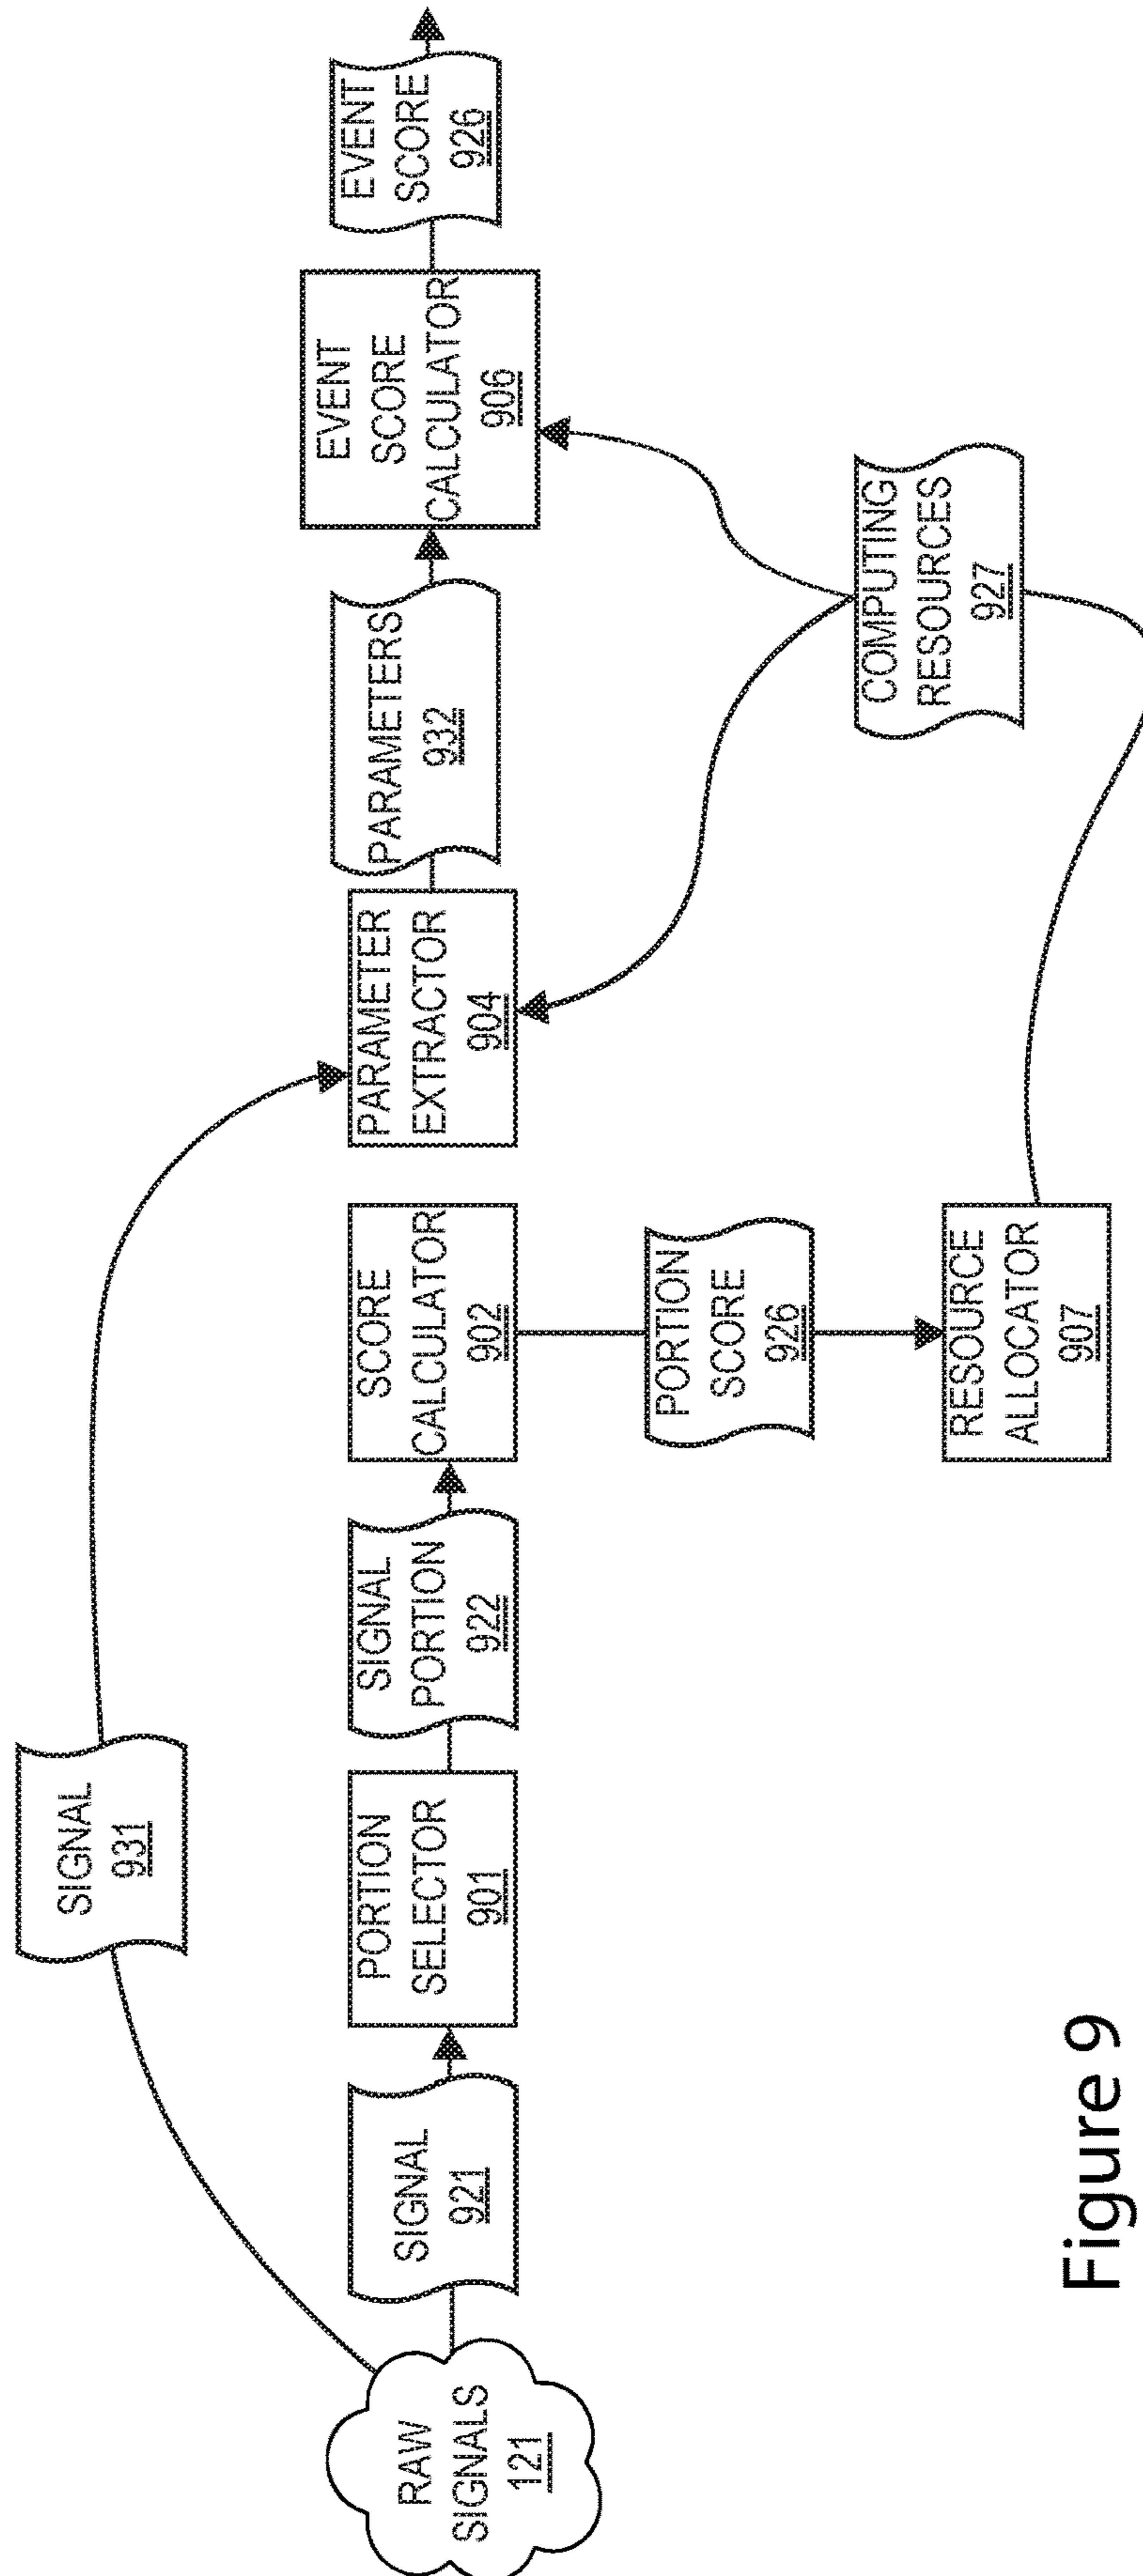 RAW
SIGNALS
121
SIGNAL
931
SIGNAL
921
PORTION
SELECTOR
901
SIGNAL
PORTION
922
SCORE
CALCULATOR
902
PORTION
SCORE
926
RESOURCE
ALLOCATOR
907
PARAMETER
EXTRACTOR
904
PARAMETERS
932
COMPUTING
RESOURCES
927
EVENT
SCORE
CALCULATOR
906
EVENT
SCORE
926
Figure 9